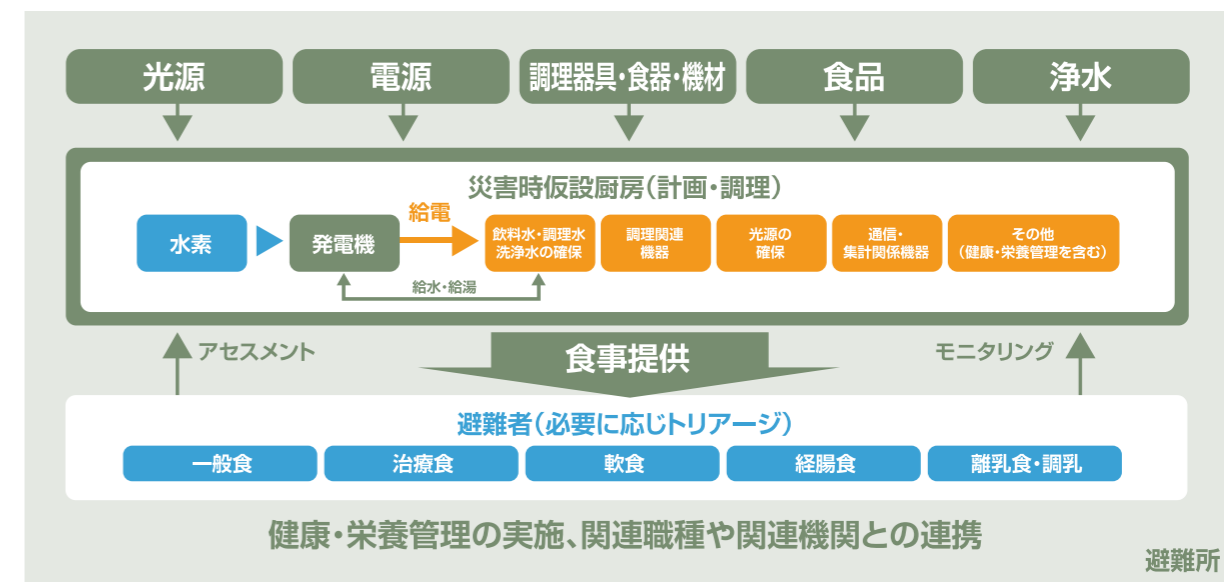 光源
電源
調理器具・食器・機材
食品
浄水
災害時仮設厨房(計画・調理)
水素
発電機
給電
飲料水・調理水
洗浄水の確保
調理関連
機器
光源の
確保
通信・
集計関係機器
その他
(健康・栄養管理を含む)
給水・給湯
アセスメント
食事提供
モニタリング
避難者(必要に応じトリアージ)
一般食
治療食
軟食
経腸食
離乳食・調乳
健康・栄養管理の実施、関連職種や関連機関との連携
避難所